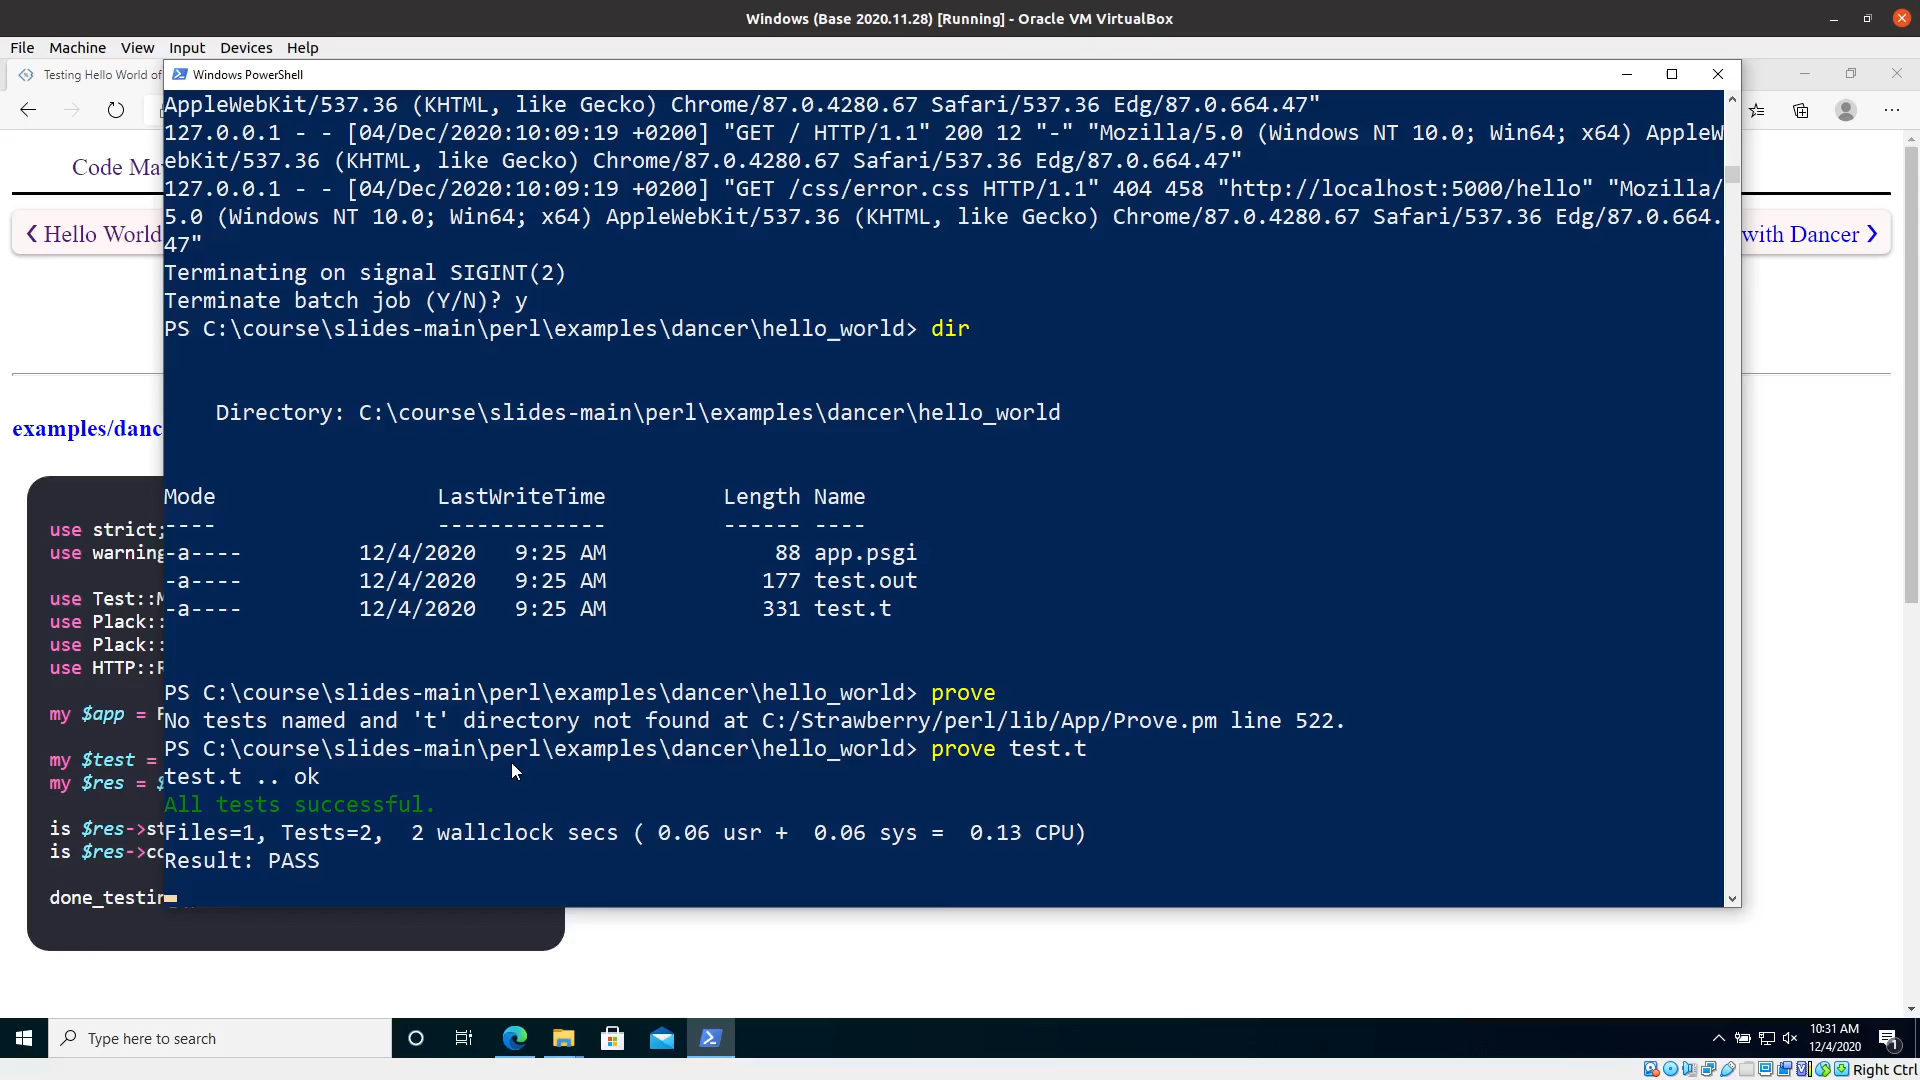 Windows (Base 2020.11.28) [Running] - Oracle VM VirtualBox
File Machine View Input Devices Help
Testing Hello World of
Windows PowerShell
AppleWebKit/537.36 (KHTML, like Gecko) Chrome/87.0.4280.67 Safari/537.36 Edg/87.0.664.47"
127.0.0.1 - - [04/Dec/2020:10:09:19 +0200] "GET / HTTP/1.1" 200 12 "-" "Mozilla/5.0 (Windows NT 10.0; Win64; x64) AppleW
ebKit/537.36 (KHTML, like Gecko) Chrome/87.0.4280.67 Safari/537.36 Edg/87.0.664.47"
127.0.0.1 - - [04/Dec/2020:10:09:19 +0200] "GET /css/error.css HTTP/1.1" 404 458 "http://localhost:5000/hello" "Mozilla/
5.0 (Windows NT 10.0; Win64; x64) AppleWebKit/537.36 (KHTML, like Gecko) Chrome/87.0.4280.67 Safari/537.36 Edg/87.0.664.
47"
Terminating on signal SIGINT(2)
Terminate batch job (Y/N)? y
PS C:\course\slides-main\perl\examples\dancer\hello_world> dir
Directory: C:\course\slides-main\perl\examples\dancer\hello_world
Mode LastWriteTime Length Name
---- ------------- ------ ----
-a---- 12/4/2020 9:25 AM 88 app.psgi
-a---- 12/4/2020 9:25 AM 177 test.out
-a---- 12/4/2020 9:25 AM 331 test.t
PS C:\course\slides-main\perl\examples\dancer\hello_world> prove
No tests named and 't' directory not found at C:/Strawberry/perl/lib/App/Prove.pm line 522.
PS C:\course\slides-main\perl\examples\dancer\hello_world> prove test.t
test.t .. ok
All tests successful.
Files=1, Tests=2, 2 wallclock secs ( 0.06 usr + 0.06 sys = 0.13 CPU)
Result: PASS
Code Ma
❮ Hello World
with Dancer ❯
examples/danc
use strict;
use warning
use Test::M
use Plack::
use Plack::
use HTTP::R
my $app = P
my $test =
my $res = $
is $res->st
is $res->co
done_testin
Type here to search
10:31 AM
12/4/2020
1
Right Ctrl